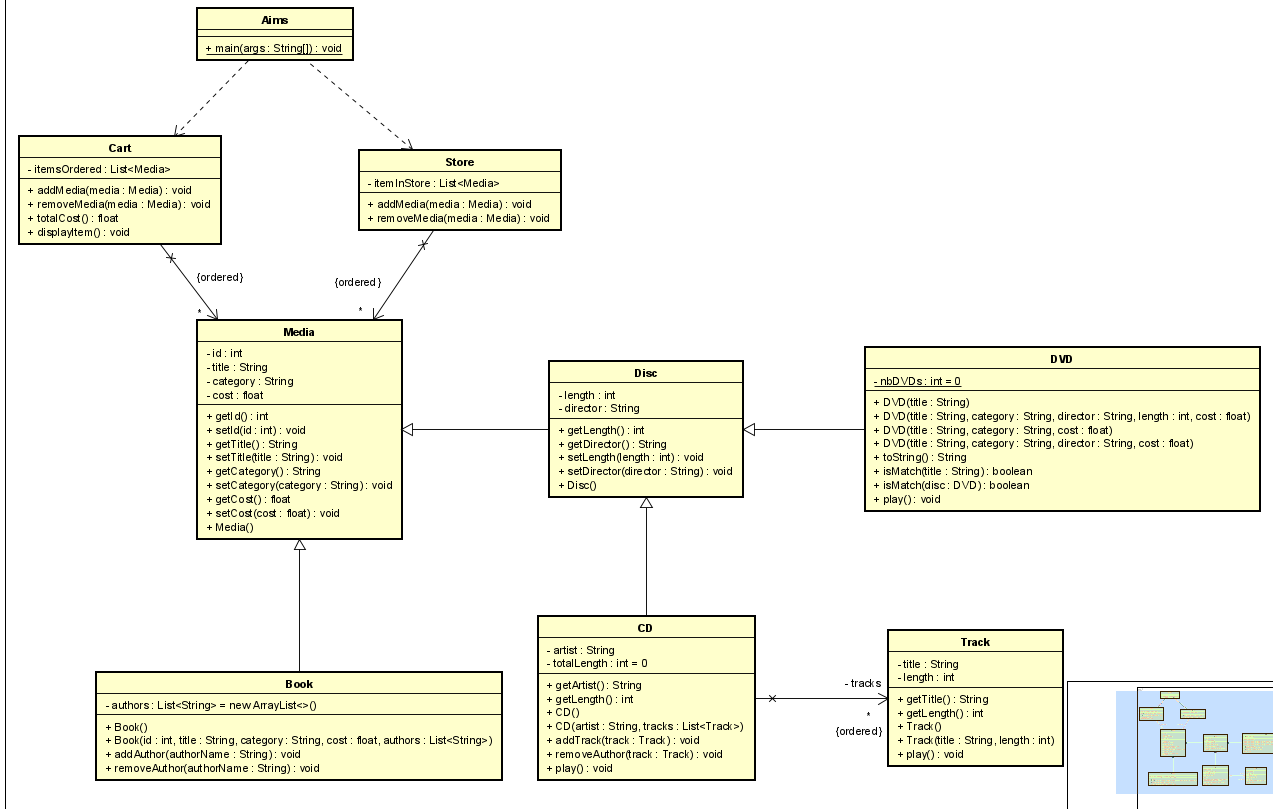 Aims
+ main(args : String[]) : void
Cart
- itemsOrdered : List<Media>
+ addMedia(media : Media) : void
+ removeMedia(media : Media) : void
+ totalCost() : float
+ displayItem() : void
Store
- itemInStore : List<Media>
+ addMedia(media : Media) : void
+ removeMedia(media : Media) : void
{ordered}
*
{ordered}
*
Media
- id : int
- title : String
- category : String
- cost : float
+ getId() : int
+ setId(id : int) : void
+ getTitle() : String
+ setTitle(title : String) : void
+ getCategory() : String
+ setCategory(category : String) : void
+ getCost() : float
+ setCost(cost : float) : void
+ Media()
Disc
- length : int
- director : String
+ getLength() : int
+ getDirector() : String
+ setLength(length : int) : void
+ setDirector(director : String) : void
+ Disc()
DVD
- nbDVDs : int = 0
+ DVD(title : String)
+ DVD(title : String, category : String, director : String, length : int, cost : float)
+ DVD(title : String, category : String, cost : float)
+ DVD(title : String, category : String, director : String, cost : float)
+ toString() : String
+ isMatch(title : String) : boolean
+ isMatch(disc : DVD) : boolean
+ play() : void
Book
- authors : List<String> = new ArrayList<>()
+ Book()
+ Book(id : int, title : String, category : String, cost : float, authors : List<String>)
+ addAuthor(authorName : String) : void
+ removeAuthor(authorName : String) : void
CD
- artist : String
- totalLength : int = 0
+ getArtist() : String
+ getLength() : int
+ CD()
+ CD(artist : String, tracks : List<Track>)
+ addTrack(track : Track) : void
+ removeAuthor(track : Track) : void
+ play() : void
- tracks
*
{ordered}
Track
- title : String
- length : int
+ getTitle() : String
+ getLength() : int
+ Track()
+ Track(title : String, length : int)
+ play() : void